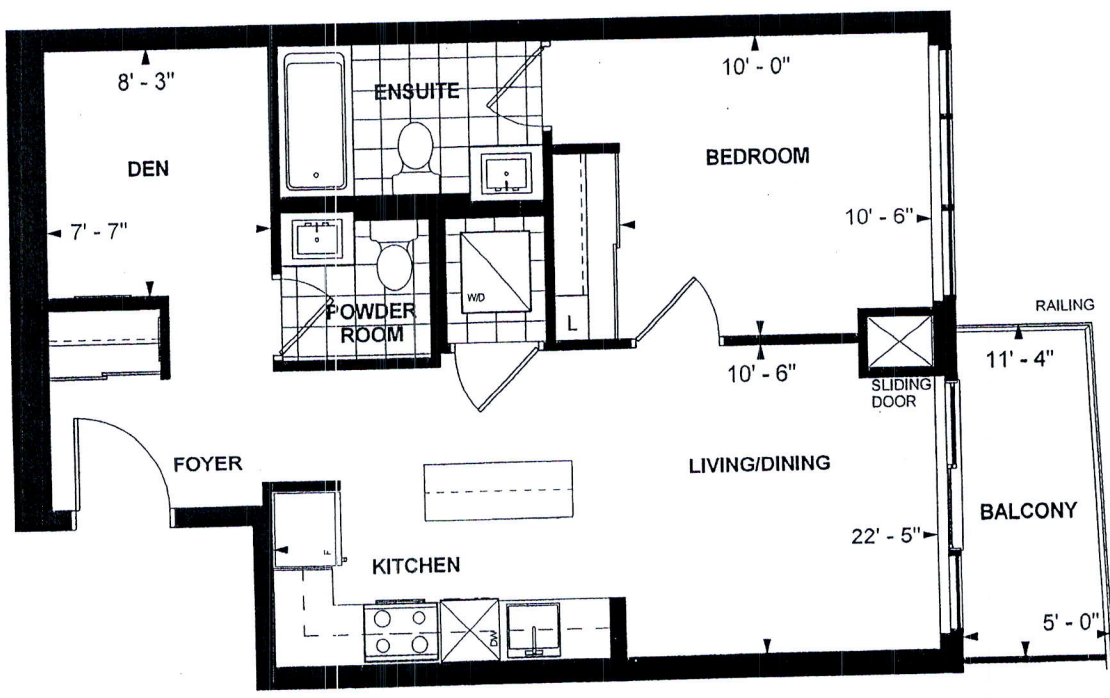 8' - 3"
ENSUITE
10' - 0"
DEN
BEDROOM
7' - 7"
10' - 6"
W/D
POWDER
ROOM
L
RAILING
10' - 6"
11' - 4"
SLIDING
DOOR
FOYER
LIVING/DINING
BALCONY
22' - 5"
F
KITCHEN
DW
5' - 0"